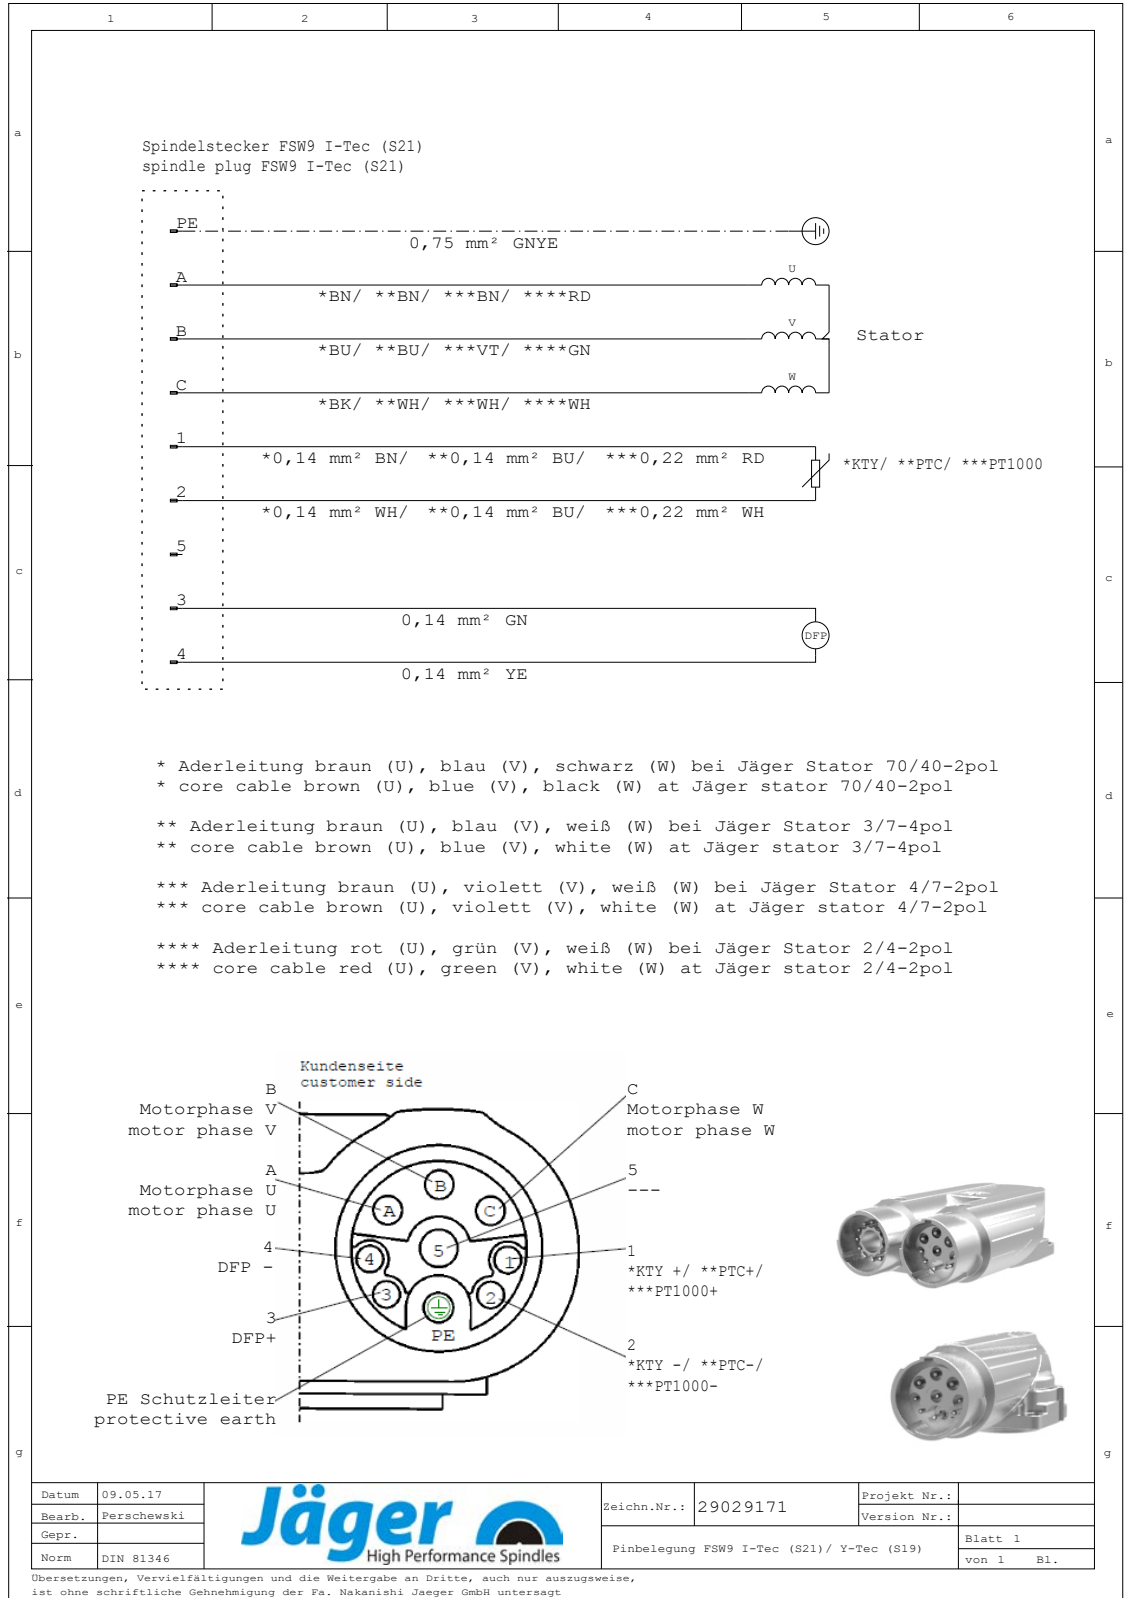 1 2 3 4 5 6
a a
Spindelstecker FSW9 I-Tec (S21)
spindle plug FSW9 I-Tec (S21)
PE
0,75 mm² GNYE
A
U
*BN/ **BN/ ***BN/ ****RD
B
V
Stator
*BU/ **BU/ ***VT/ ****GN
b b
C
W
*BK/ **WH/ ***WH/ ****WH
1
*0,14 mm² BN/ **0,14 mm² BU/ ***0,22 mm² RD
*KTY/ **PTC/ ***PT1000
2
*0,14 mm² WH/ **0,14 mm² BU/ ***0,22 mm² WH
5
c c
3
0,14 mm² GN
DFP
4
0,14 mm² YE
* Aderleitung braun (U), blau (V), schwarz (W) bei Jäger Stator 70/40-2pol
* core cable brown (U), blue (V), black (W) at Jäger stator 70/40-2pol
d d
** Aderleitung braun (U), blau (V), weiß (W) bei Jäger Stator 3/7-4pol
** core cable brown (U), blue (V), white (W) at Jäger stator 3/7-4pol
*** Aderleitung braun (U), violett (V), weiß (W) bei Jäger Stator 4/7-2pol
*** core cable brown (U), violett (V), white (W) at Jäger stator 4/7-2pol
**** Aderleitung rot (U), grün (V), weiß (W) bei Jäger Stator 2/4-2pol
**** core cable red (U), green (V), white (W) at Jäger stator 2/4-2pol
e e
Kundenseite
customer side
B
Motorphase V
motor phase V
C
Motorphase W
motor phase W
A
Motorphase U
motor phase U
5
---
f f
4
DFP -
1
*KTY +/ **PTC+/
***PT1000+
3
DFP+
2
*KTY -/ **PTC-/
***PT1000-
PE Schutzleiter
protective earth
B
A
C
5
4
1
3
2
PE
g g
Datum 09.05.17
Bearb. Perschewski
Gepr.
Norm DIN 81346
Jäger
High Performance Spindles
Zeichn.Nr.: 29029171
Projekt Nr.:
Version Nr.:
Pinbelegung FSW9 I-Tec (S21)/ Y-Tec (S19)
Blatt 1
von 1 Bl.
Übersetzungen, Vervielfältigungen und die Weitergabe an Dritte, auch nur auszugsweise,
ist ohne schriftliche Gehnehmigung der Fa. Nakanishi Jaeger GmbH untersagt